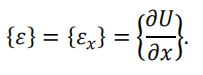 {ε} = {εₓ} = {∂U/∂x}.